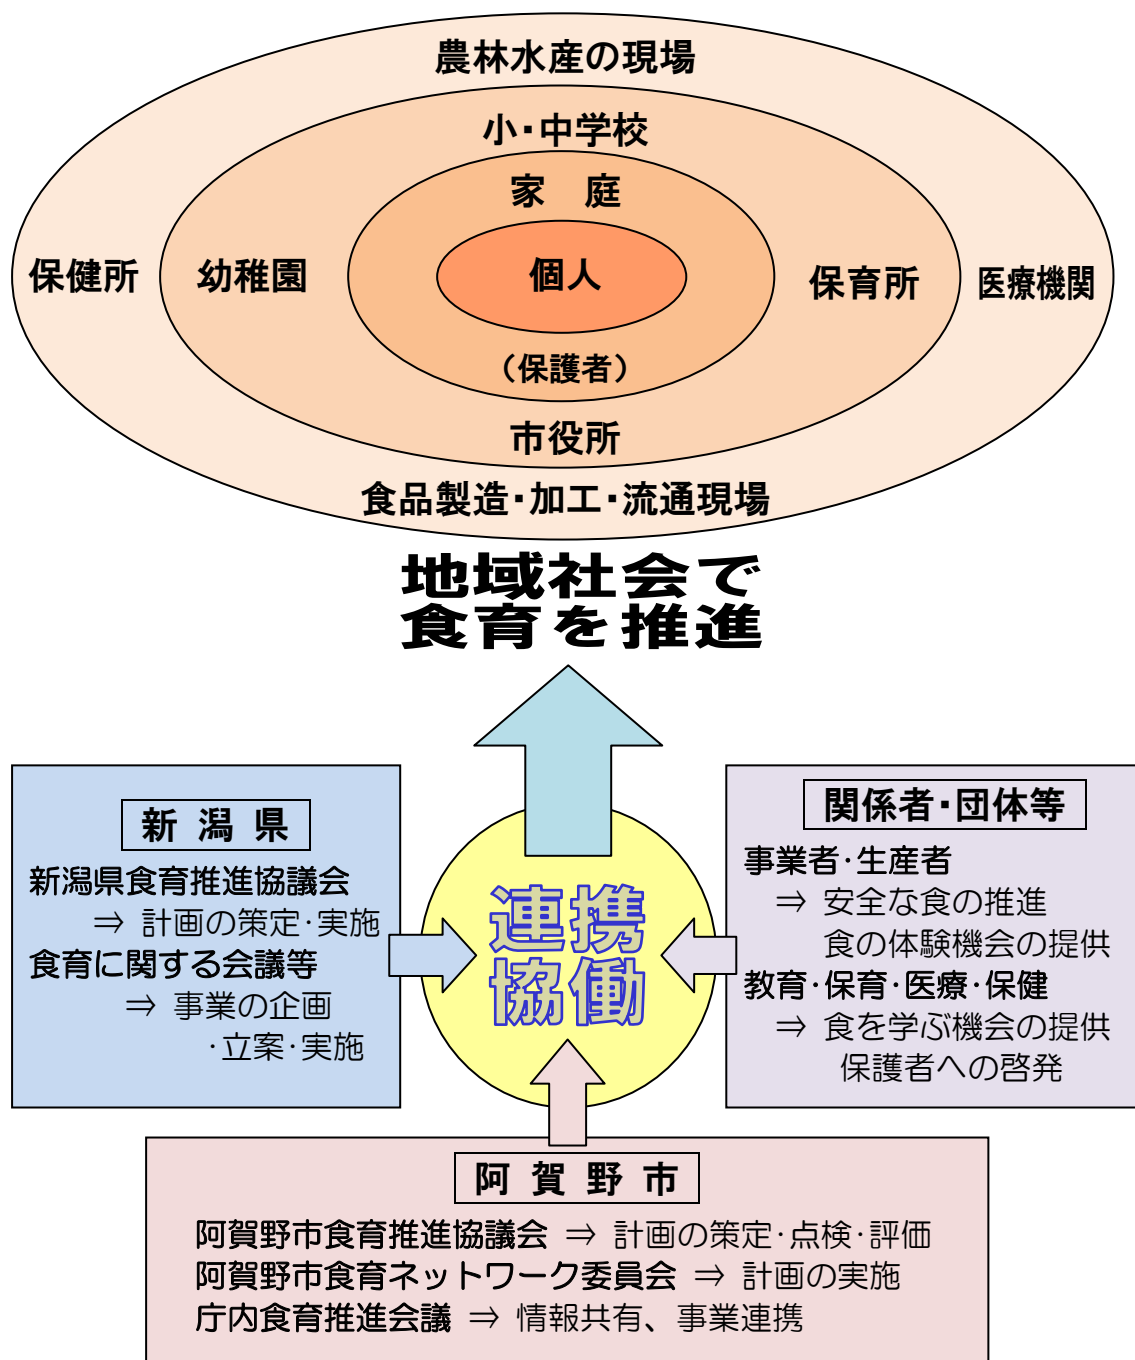 農林水産の現場
小・中学校
家　庭
保健所
幼稚園
個人
保育所
医療機関
（保護者）
市役所
食品製造・加工・流通現場
地域社会で
食育を推進
新 潟 県
新潟県食育推進協議会
⇒ 計画の策定・実施
食育に関する会議等
⇒ 事業の企画
・立案・実施
連携
協働
関係者・団体等
事業者・生産者
⇒ 安全な食の推進
食の体験機会の提供
教育・保育・医療・保健
⇒ 食を学ぶ機会の提供
保護者への啓発
阿 賀 野 市
阿賀野市食育推進協議会 ⇒ 計画の策定・点検・評価
阿賀野市食育ネットワーク委員会 ⇒ 計画の実施
庁内食育推進会議 ⇒ 情報共有、事業連携